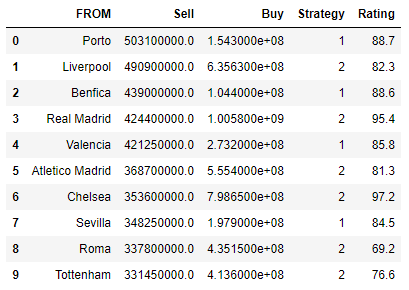 FROM Sell Buy Strategy Rating
0 Porto 503100000.0 1.543000e+08 1 88.7
1 Liverpool 490900000.0 6.356300e+08 2 82.3
2 Benfica 439000000.0 1.044000e+08 1 88.6
3 Real Madrid 424400000.0 1.005800e+09 2 95.4
4 Valencia 421250000.0 2.732000e+08 1 85.8
5 Atletico Madrid 368700000.0 5.554000e+08 2 81.3
6 Chelsea 353600000.0 7.986500e+08 2 97.2
7 Sevilla 348250000.0 1.979000e+08 1 84.5
8 Roma 337800000.0 4.351500e+08 2 69.2
9 Tottenham 331450000.0 4.136000e+08 2 76.6